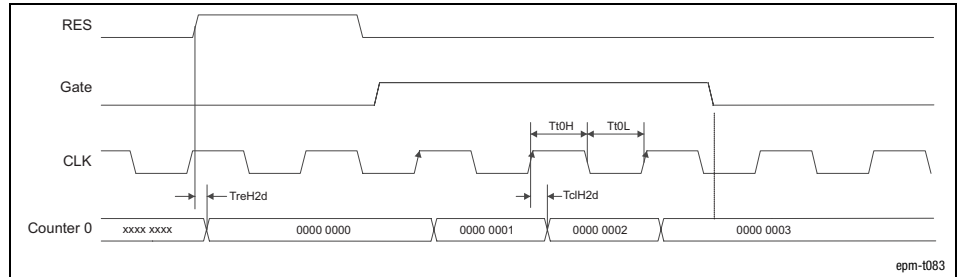 RES
Gate
Tt0H Tt0L
CLK
TreH2d TclH2d
Counter 0 xxxx xxxx 0000 0000 0000 0001 0000 0002 0000 0003
epm-t083